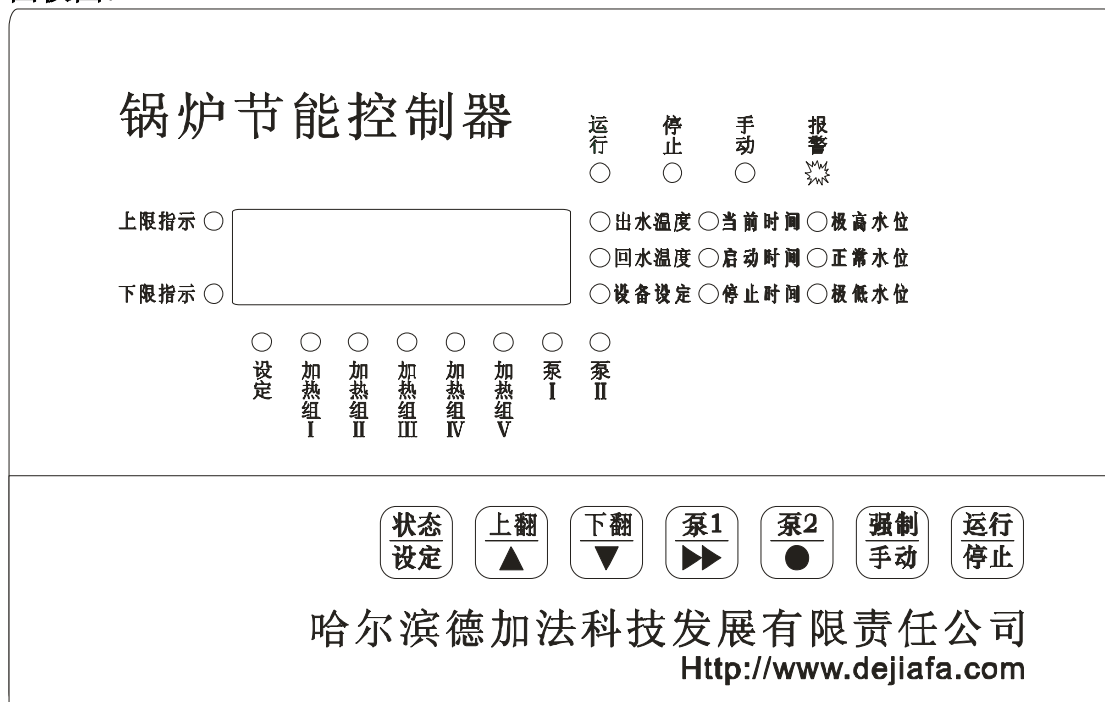 锅炉节能控制器
运行 停止 手动 报警
上限指示 出水温度 当前时间 极高水位
回水温度 启动时间 正常水位
下限指示 设备设定 停止时间 极低水位
设定 加热组Ⅰ 加热组Ⅱ 加热组Ⅲ 加热组Ⅳ 加热组Ⅴ 泵Ⅰ 泵Ⅱ
状态 上翻 下翻 泵1 泵2 强制 运行
设定 ▲ ▼ ▶▶ ● 手动 停止
哈尔滨德加法科技发展有限责任公司
Http://www.dejiafa.com